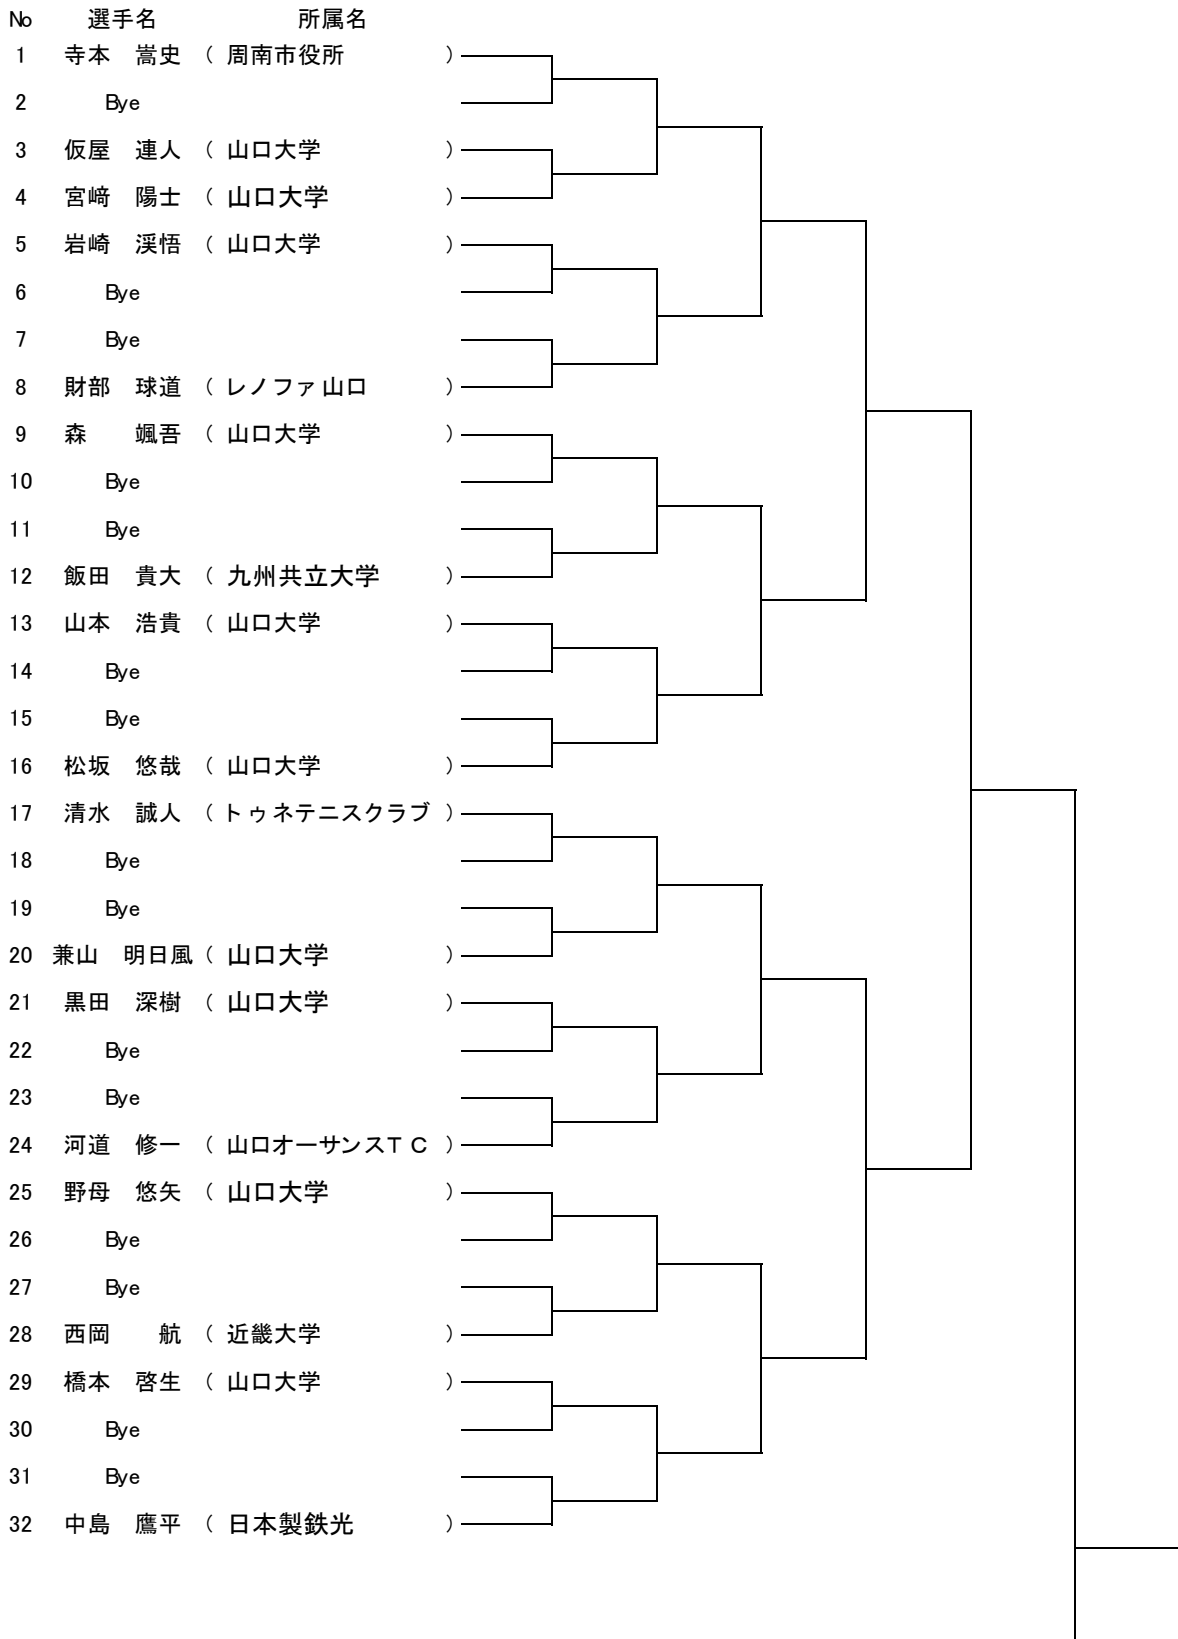 No 選手名 所属名
1 寺本 嵩史 ( 周南市役所 )
2 Bye
3 仮屋 連人 ( 山口大学 )
4 宮﨑 陽士 ( 山口大学 )
5 岩崎 渓悟 ( 山口大学 )
6 Bye
7 Bye
8 財部 球道 ( レノファ山口 )
9 森 颯吾 ( 山口大学 )
10 Bye
11 Bye
12 飯田 貴大 ( 九州共立大学 )
13 山本 浩貴 ( 山口大学 )
14 Bye
15 Bye
16 松坂 悠哉 ( 山口大学 )
17 清水 誠人 ( トゥネテニスクラブ )
18 Bye
19 Bye
20 兼山 明日風 ( 山口大学 )
21 黒田 深樹 ( 山口大学 )
22 Bye
23 Bye
24 河道 修一 ( 山口オーサンスTC )
25 野母 悠矢 ( 山口大学 )
26 Bye
27 Bye
28 西岡 航 ( 近畿大学 )
29 橋本 啓生 ( 山口大学 )
30 Bye
31 Bye
32 中島 鷹平 ( 日本製鉄光 )